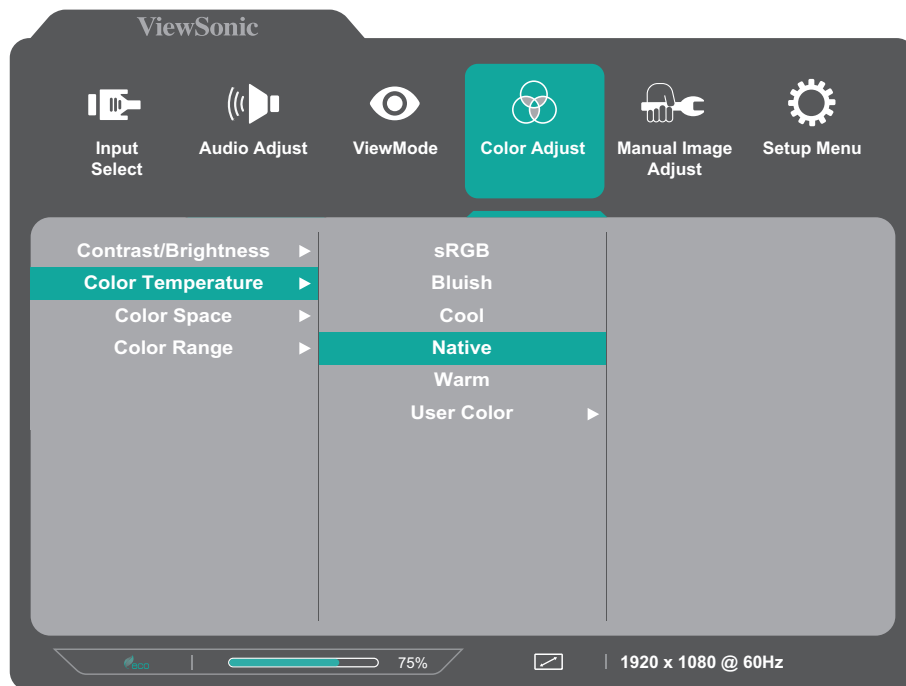 ViewSonic
Input
Select
Audio Adjust
ViewMode
Color Adjust
Manual Image
Adjust
Setup Menu
Contrast/Brightness
Color Temperature
Color Space
Color Range
sRGB
Bluish
Cool
Native
Warm
User Color
eco
75%
1920 x 1080 @ 60Hz